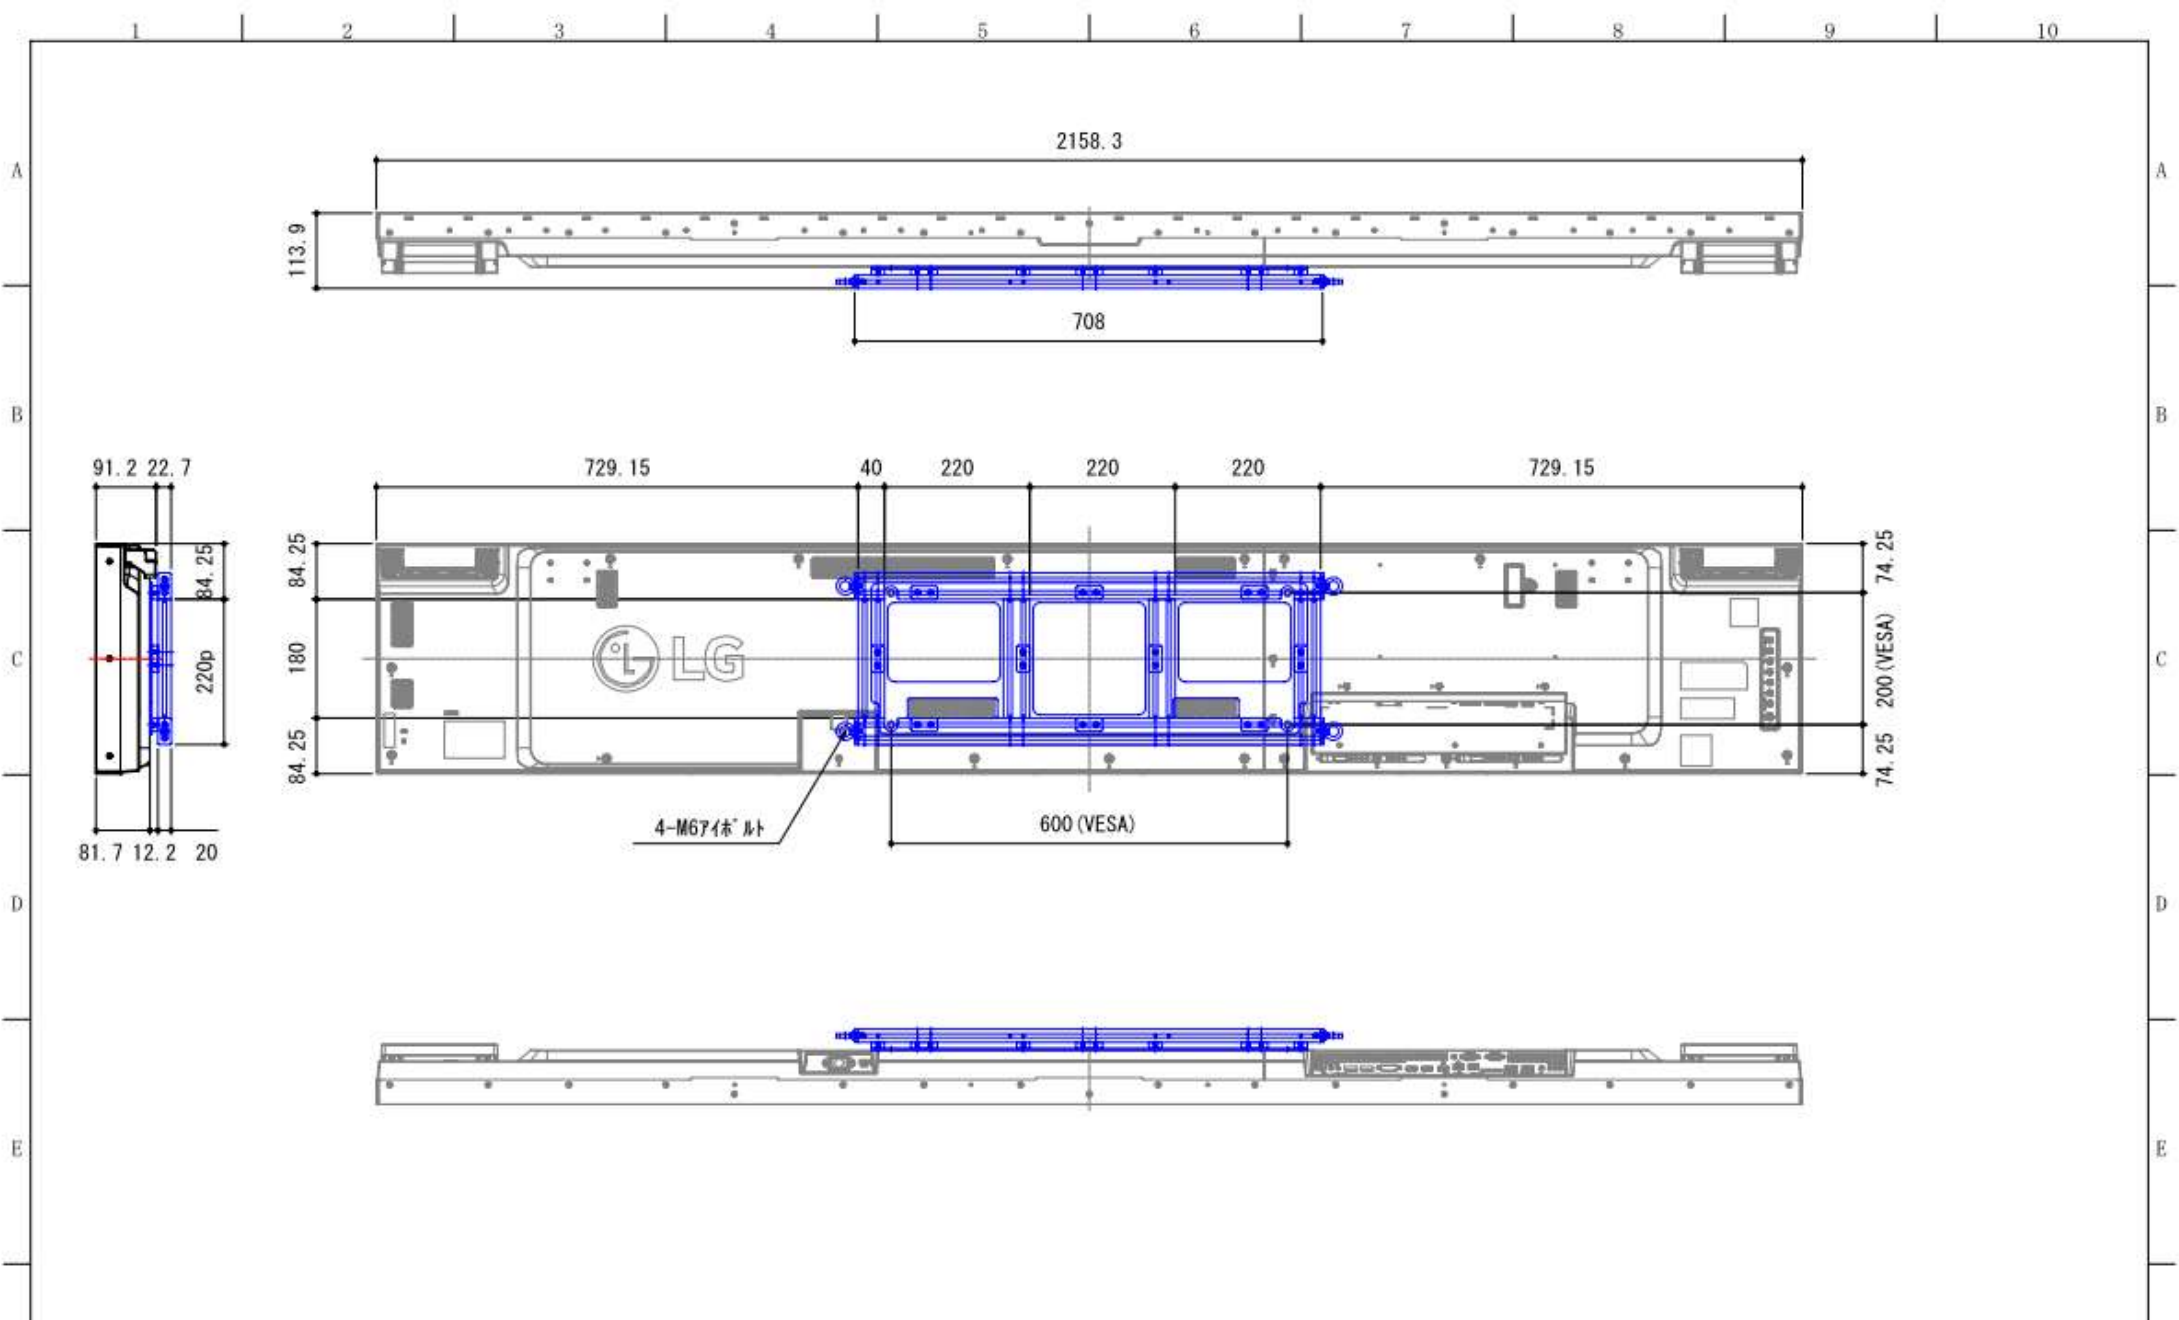 1 2 3 4 5 6 7 8 9 10
2158.3
A A
113.9
708
B B
91.2 22.7 729.15 40 220 220 220 729.15
84.25 84.25 74.25
C 220p 180 LG 200(VESA) C
84.25 74.25
4-M6ｱｲﾎﾞﾙﾄ 600(VESA)
81.7 12.2 20
D D
E E